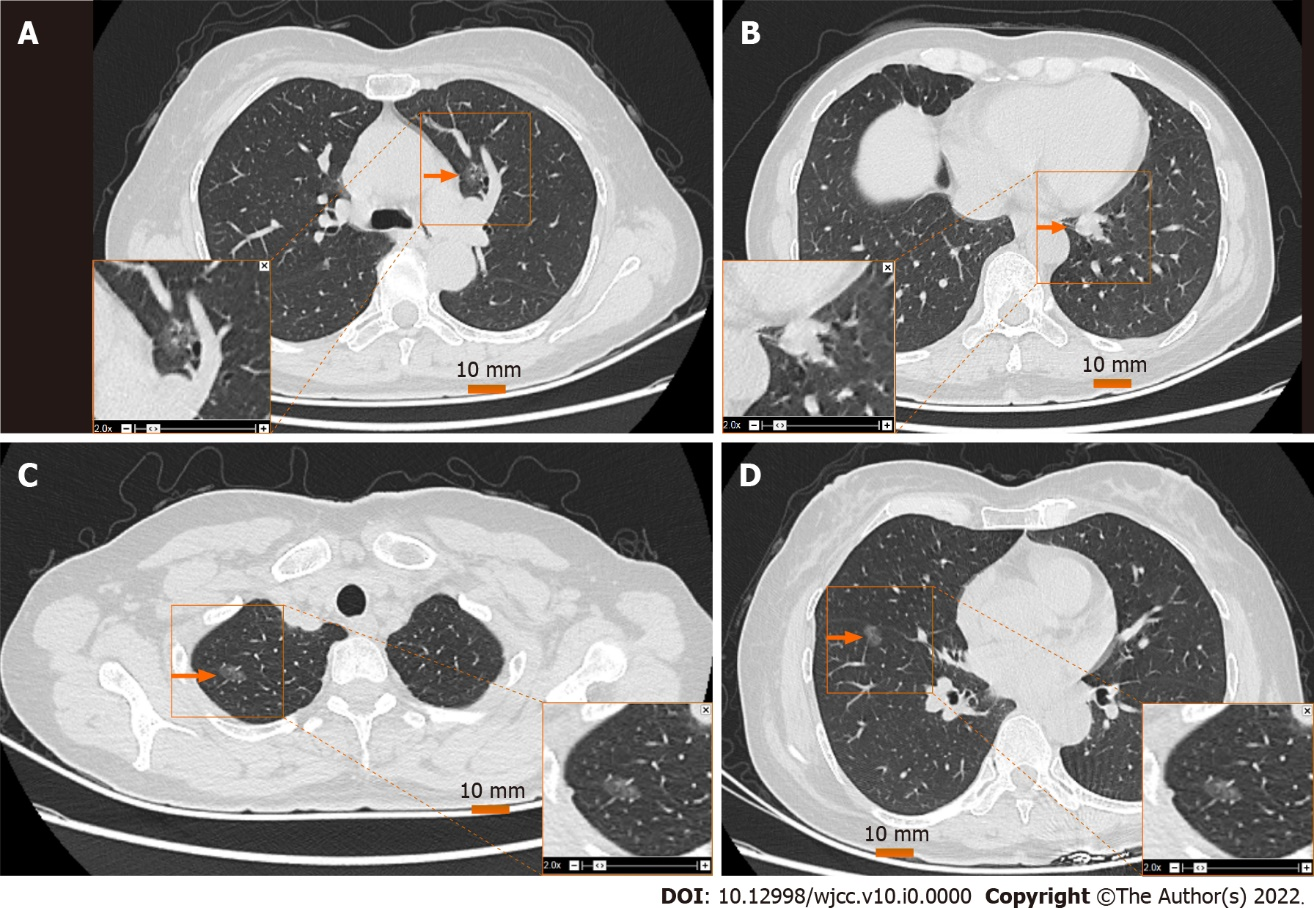 A
B
2.0x
10 mm
2.0x
10 mm
C
D
10 mm
2.0x
10 mm
2.0x
DOI: 10.12998/wjcc.v10.i0.0000 Copyright ©The Author(s) 2022.